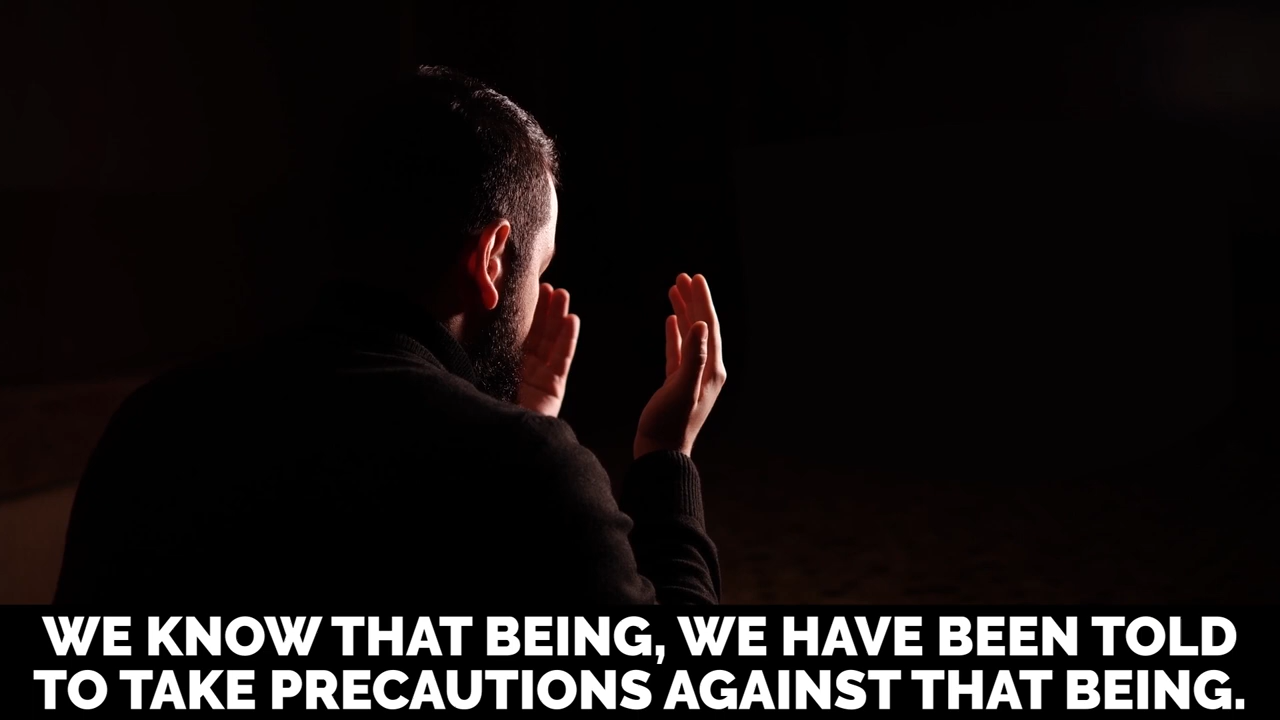 WE KNOW THAT BEING, WE HAVE BEEN TOLD
TO TAKE PRECAUTIONS AGAINST THAT BEING.